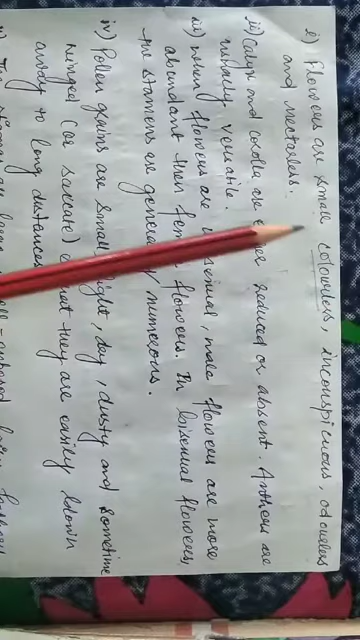 i) Flowers are small colourless, inconspicuous, odourless
and nectarless.
ii) Calyx and corolla are reduced or absent. Anthers are
usually versatile.
iii) When flowers are unisexual, male flowers are more
abundant than female flowers. In bisexual flowers,
the stamens are generally numerous.
iv) Pollen grains are small, light, dry, dusty and sometime
winged (or saccate) that they are easily blown
away to long distances